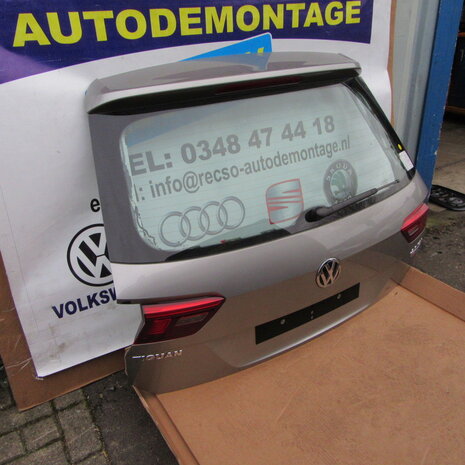 AUTODEMONTAGE
EL: 0348 47 44 18
l: info@recso-autodemontage.nl
e
VOLKSW
TIGUAN